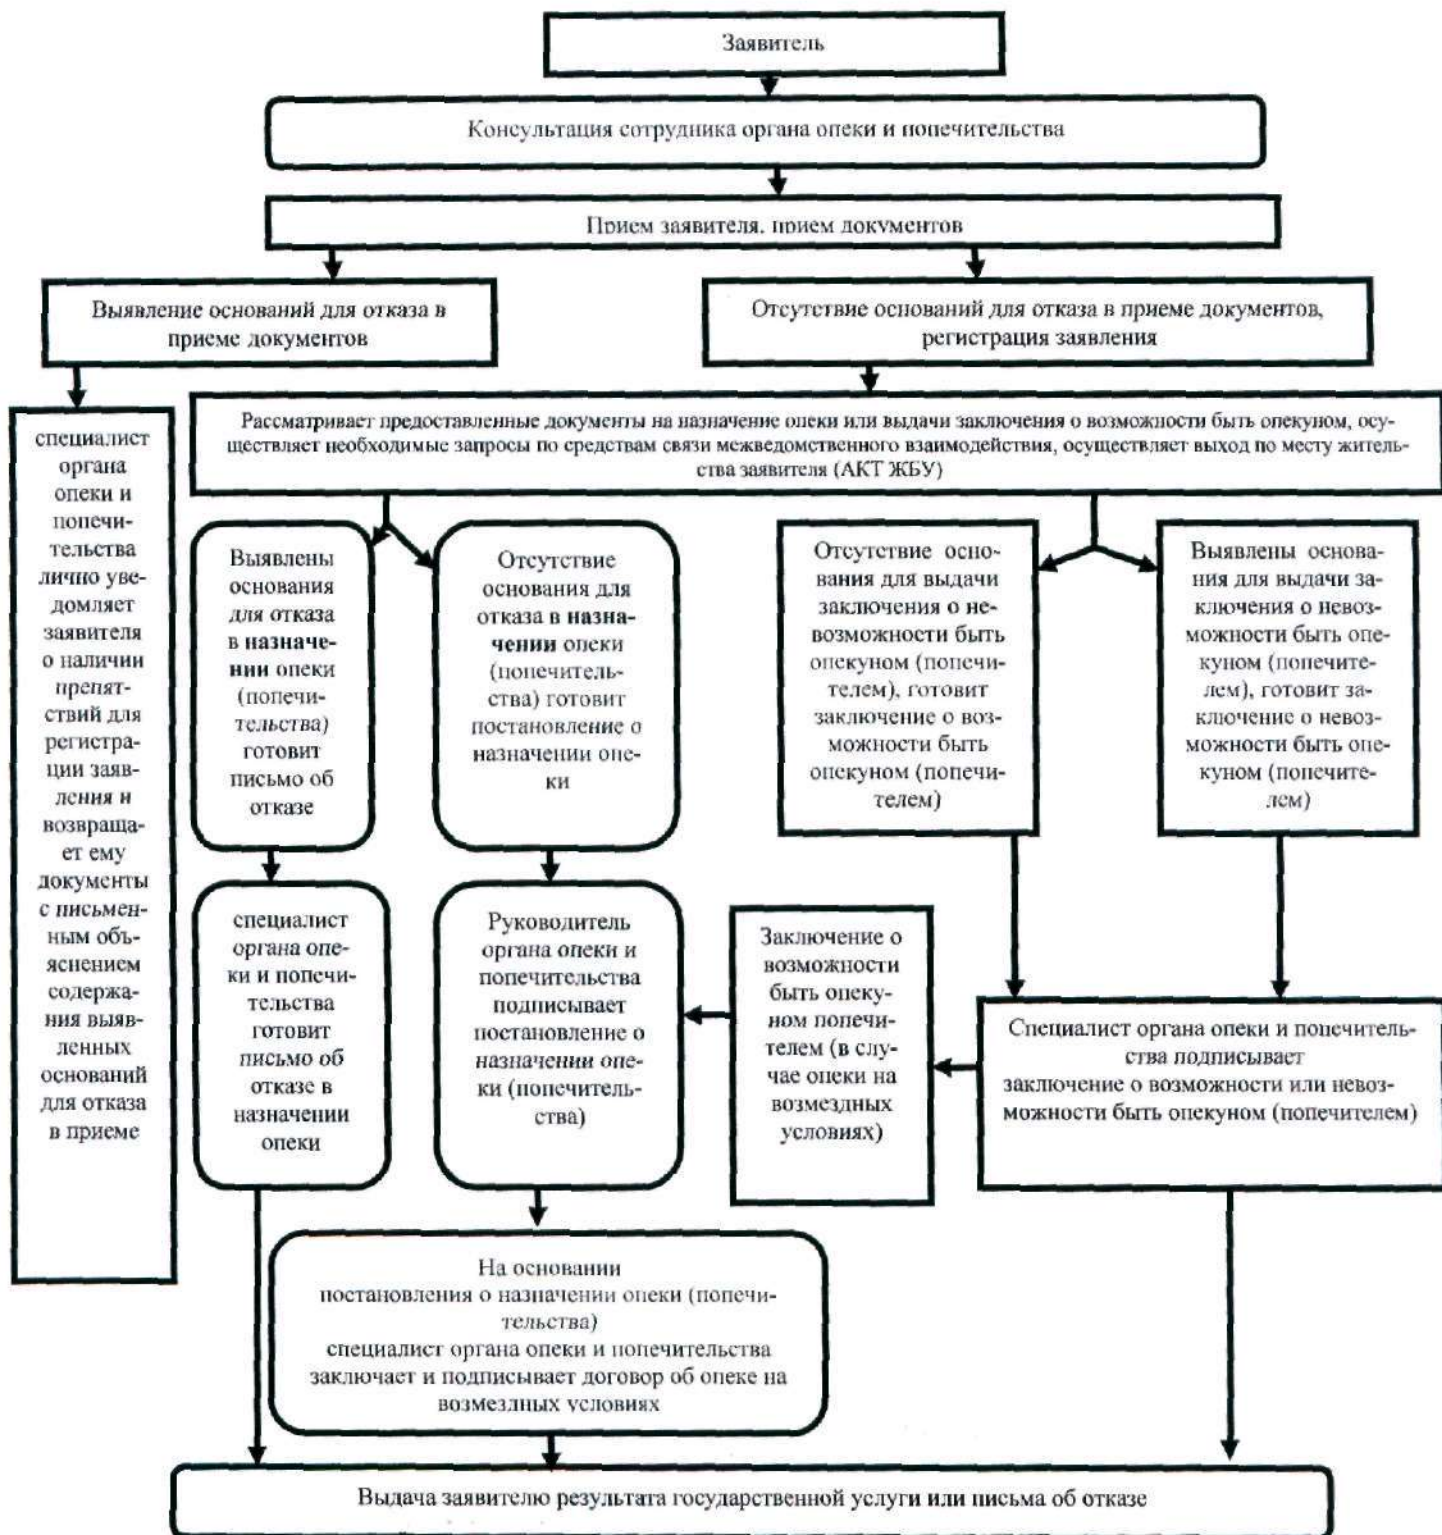 Заявитель
Консультация сотрудника органа опеки и попечительства
Прием заявителя, прием документов
Выявление оснований для отказа в
приеме документов
Отсутствие оснований для отказа в приеме документов,
регистрация заявления
специалист
органа
опеки и
попечи-
тельства
лично уве-
домляет
заявителя
о наличии
препят-
ствий для
регистра-
ции заяв-
ления и
возвраща-
ет ему
документы
с письмен-
ным объ-
яснением
содержа-
ния выяв-
ленных
оснований
для отказа
в приеме
Рассматривает предоставленные документы на назначение опеки или выдачи заключения о возможности быть опекуном, осу-
ществляет необходимые запросы по средствам связи межведомственного взаимодействия, осуществляет выход по месту житель-
ства заявителя (АКТ ЖБУ)
Выявлены
основания
для отказа
в назначе-
нии опеки
(попечи-
тельства)
готовит
письмо об
отказе
Отсутствие
основания для
отказа в назна-
чении опеки
(попечитель-
ства) готовит
постановление о
назначении опе-
ки
Отсутствие осно-
вания для выдачи
заключения о не-
возможности быть
опекуном (попечи-
телем), готовит
заключение о воз-
можности быть
опекуном (попечи-
телем)
Выявлены основа-
ния для выдачи за-
ключения о невоз-
можности быть опе-
куном (попечите-
лем), готовит за-
ключение о невоз-
можности быть опе-
куном (попечите-
лем)
специалист
органа опе-
ки и попечи-
тельства
готовит
письмо об
отказе в
назначении
опеки
Руководитель
органа опеки и
попечительства
подписывает
постановление о
назначении опе-
ки (попечитель-
ства)
Заключение о
возможности
быть опеку-
ном попечи-
телем (в слу-
чае опеки на
возмездных
условиях)
Специалист органа опеки и попечитель-
ства подписывает
заключение о возможности или невоз-
можности быть опекуном (попечителем)
На основании
постановления о назначении опеки (попечи-
тельства)
специалист органа опеки и попечительства
заключает и подписывает договор об опеке на
возмездных условиях
Выдача заявителю результата государственной услуги или письма об отказе